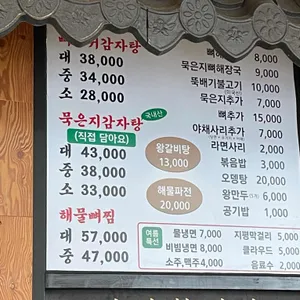 뼈다귀감자탕
대 38,000
중 34,000
소 28,000
묵은지감자탕 국내산
(직접 담아요)
대 43,000
중 38,000
소 33,000
해물뼈찜
대 57,000
중 47,000
왕갈비탕
13,000
해물파전
20,000
8,000
묵은지뼈해장국 9,000
뚝배기불고기 10,000
묵은지추가 7,000
뼈추가 15,000
야채사리추가 7,000
라면사리 2,000
볶음밥 3,000
오뎅탕 20,000
왕만두 6,000
공기밥 1,000
여름
특선
물냉면 7,000
비빔냉면 8,000
소주,맥주 4,000
지평막걸리 5,000
클라우드 5,000
음료수 2,000